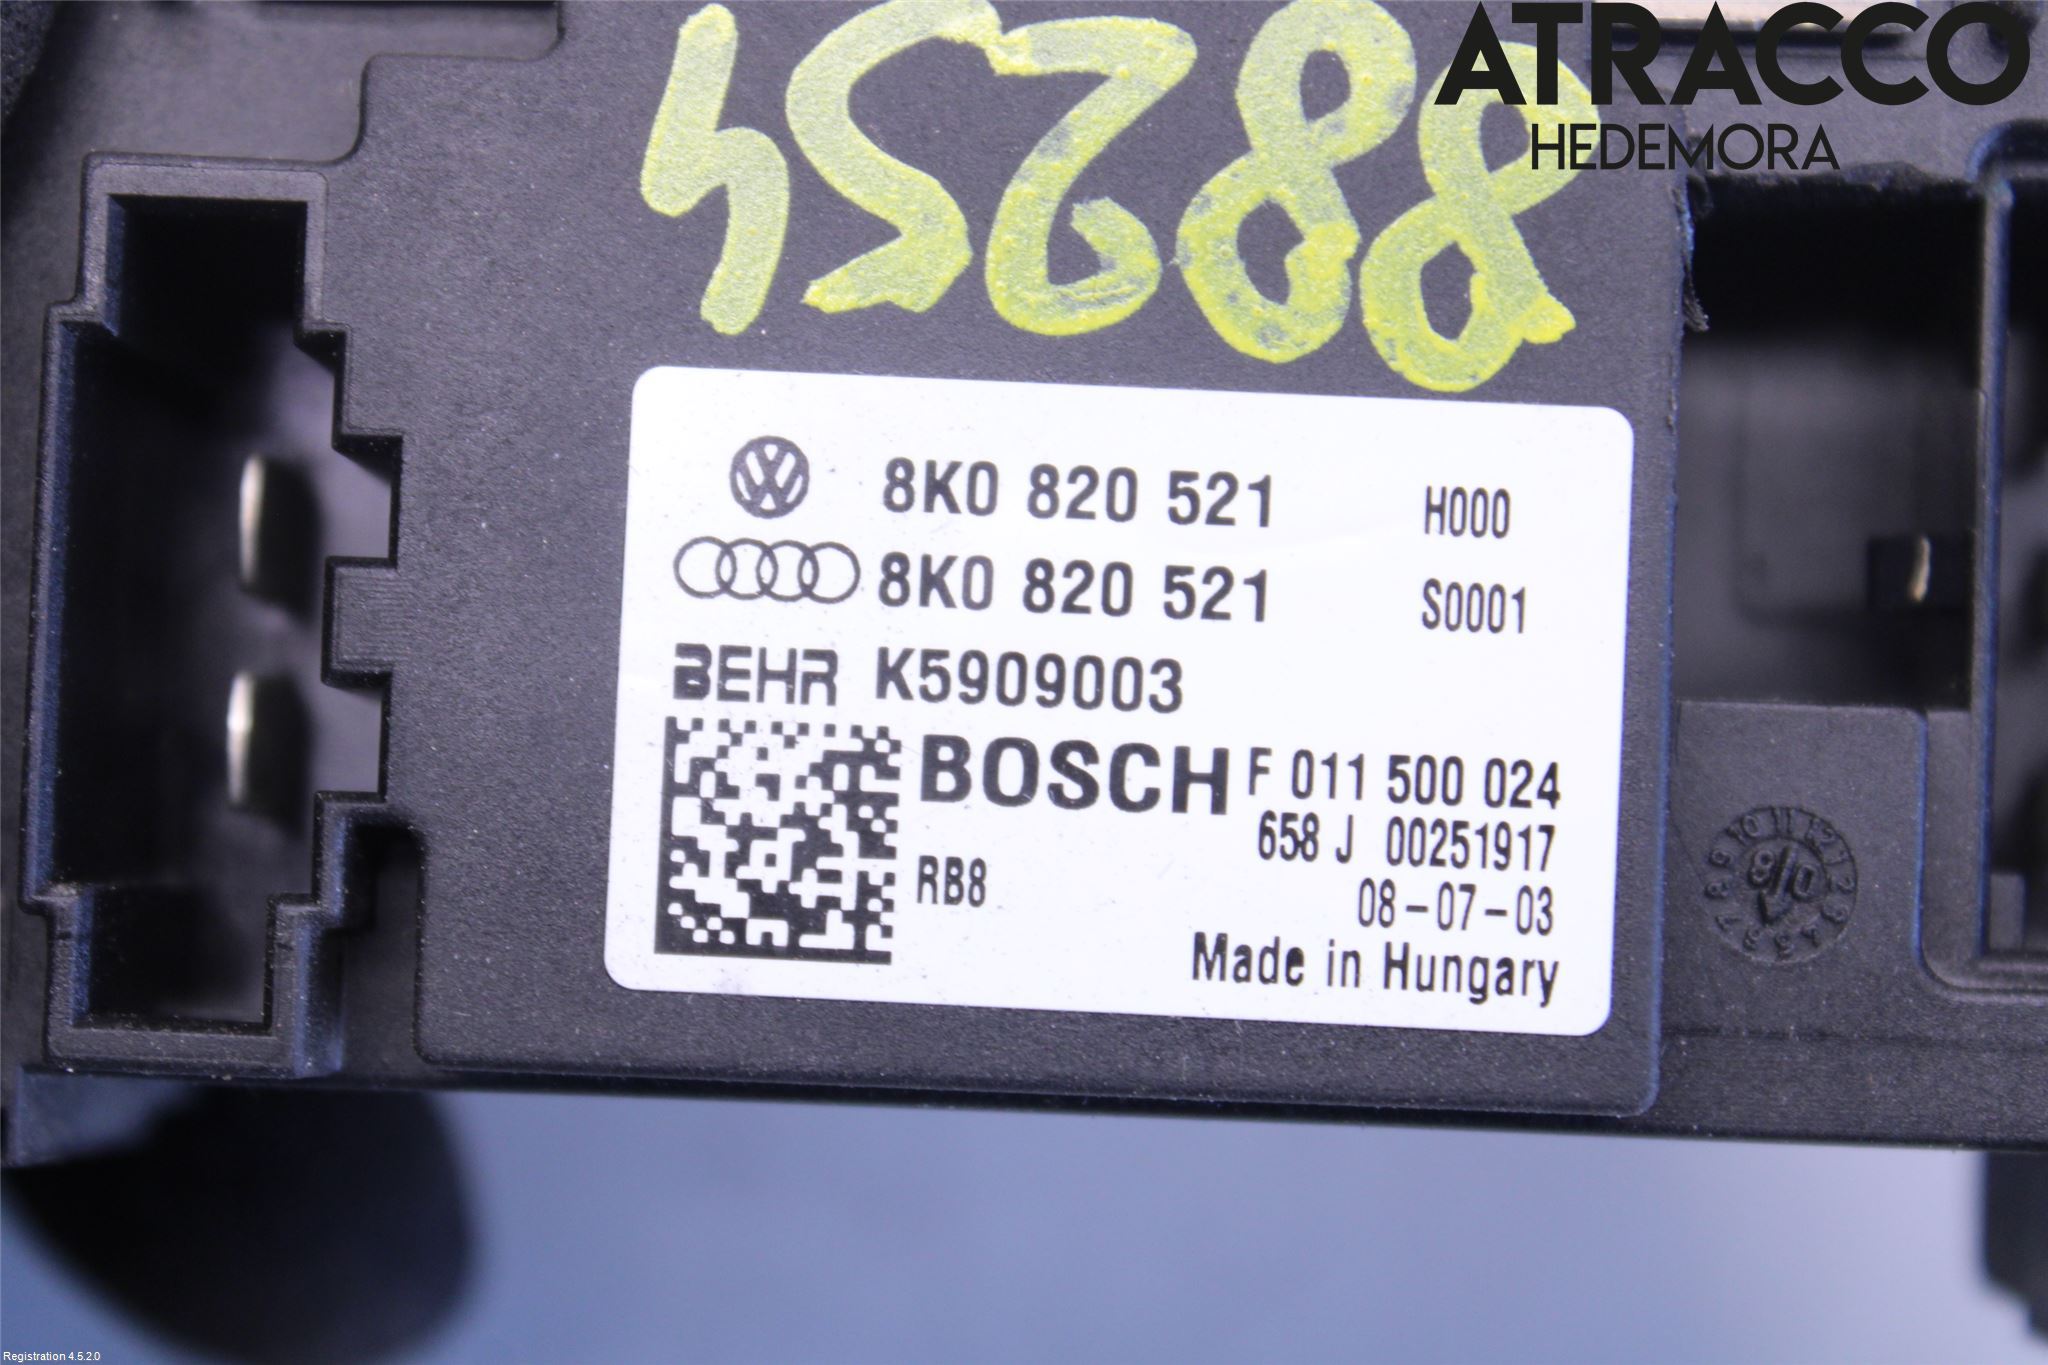 88254
ATRACCO
HEDEMORA
VW 8K0 820 521 H000
8K0 820 521 S0001
BEHR K5909003
BOSCH F 011 500 024
658 J 00251917
RB8 08-07-03
Made in Hungary
Registration 4.5.2.0